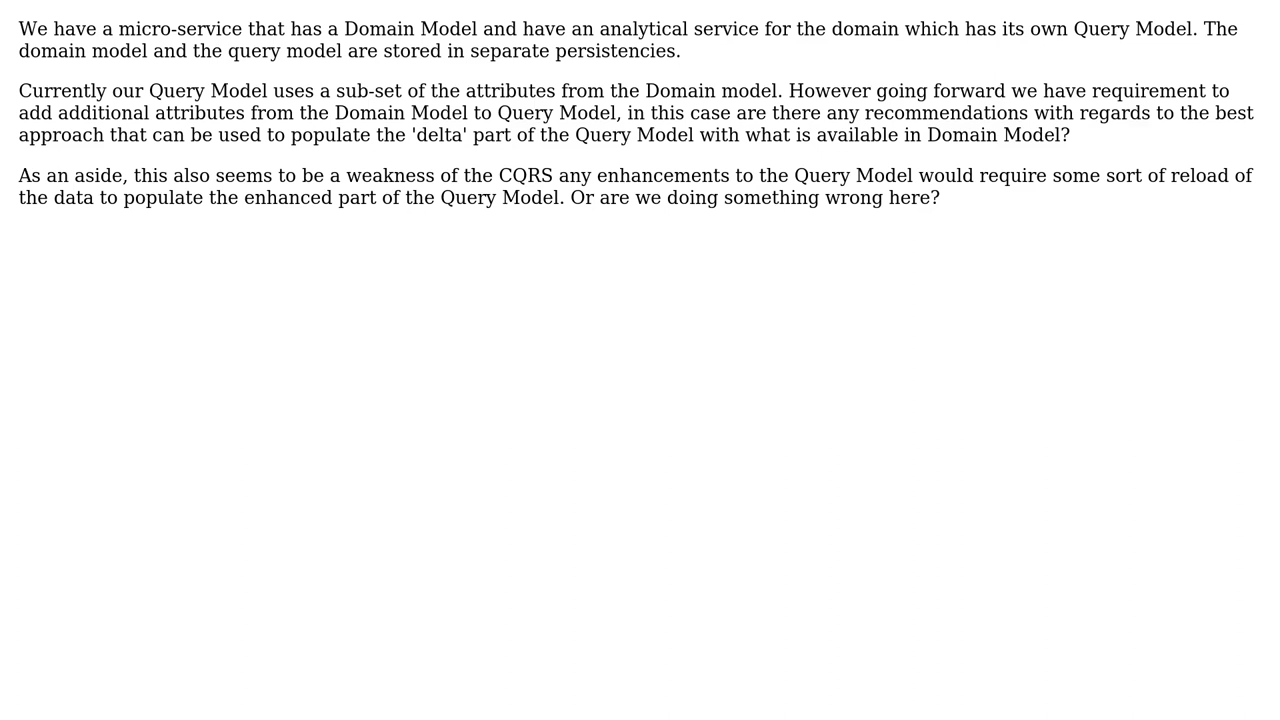 We have a micro-service that has a Domain Model and have an analytical service for the domain which has its own Query Model. The
domain model and the query model are stored in separate persistencies.
Currently our Query Model uses a sub-set of the attributes from the Domain model. However going forward we have requirement to
add additional attributes from the Domain Model to Query Model, in this case are there any recommendations with regards to the best
approach that can be used to populate the 'delta' part of the Query Model with what is available in Domain Model?
As an aside, this also seems to be a weakness of the CQRS any enhancements to the Query Model would require some sort of reload of
the data to populate the enhanced part of the Query Model. Or are we doing something wrong here?